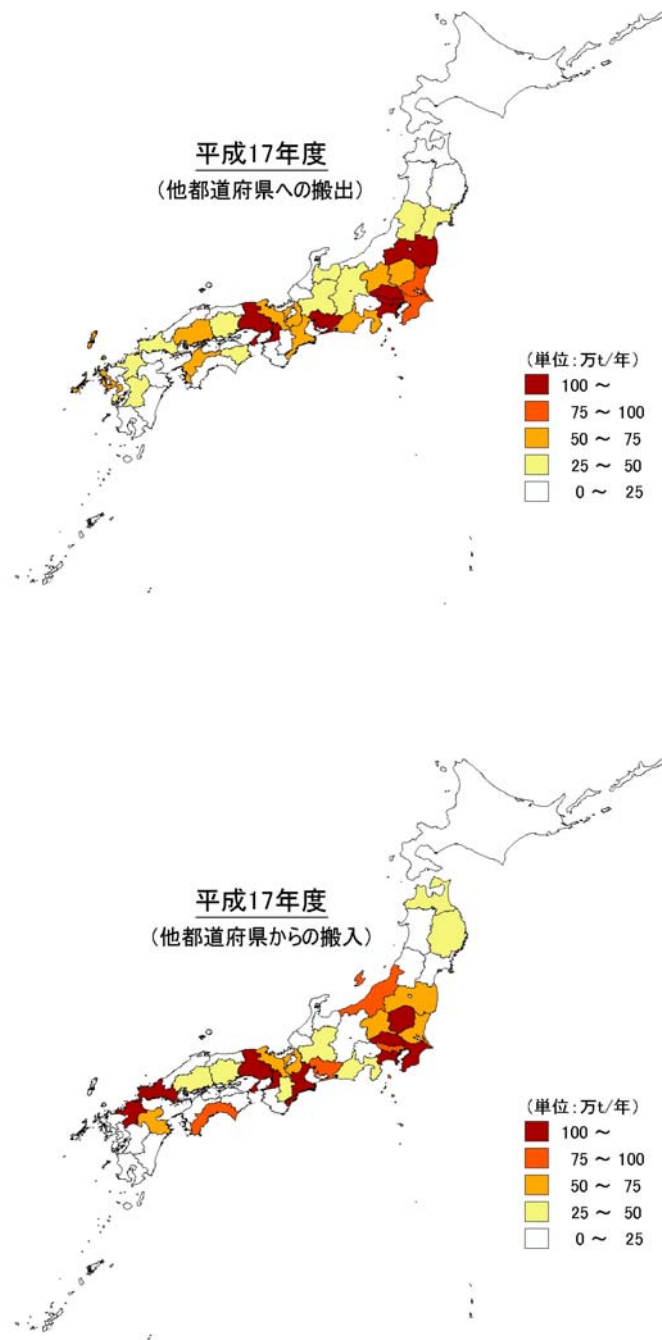 平成17年度
(他都道府県への搬出)
(単位:万t/年)
100 ～
75 ～ 100
50 ～ 75
25 ～ 50
0 ～ 25
平成17年度
(他都道府県からの搬入)
(単位:万t/年)
100 ～
75 ～ 100
50 ～ 75
25 ～ 50
0 ～ 25